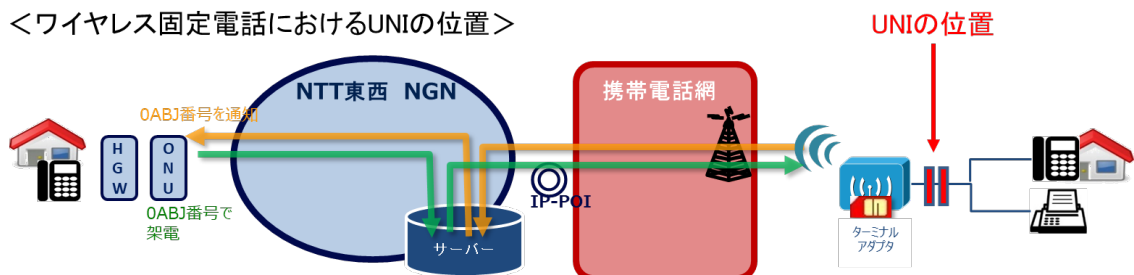 ＜ワイヤレス固定電話におけるUNIの位置＞
UNIの位置
NTT東西 NGN
携帯電話網
0ABJ番号を通知
HGW
ONU
IP-POI
0ABJ番号で
架電
サーバー
ターミナル
アダプタ